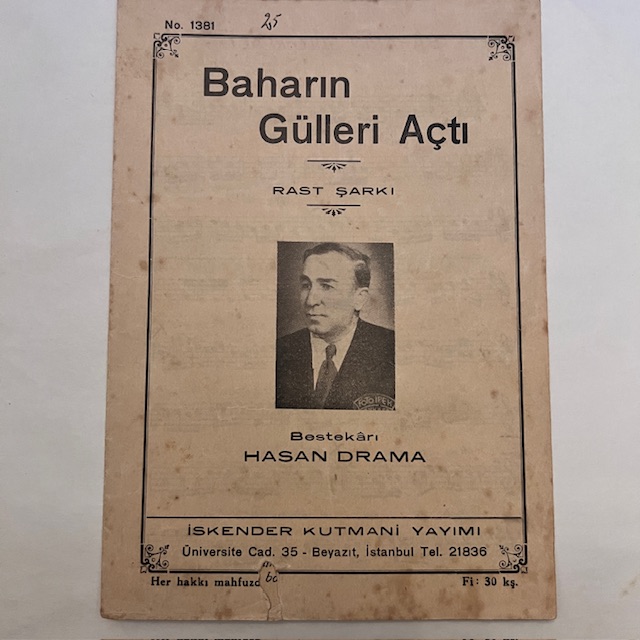 No. 1381 25
Baharın
Gülleri Açtı
RAST ŞARKI
Bestekârı
HASAN DRAMA
İSKENDER KUTMANİ YAYIMI
Üniversite Cad. 35 - Beyazıt, İstanbul Tel. 21836
Her hakkı mahfuzd
Fi: 30 kş.